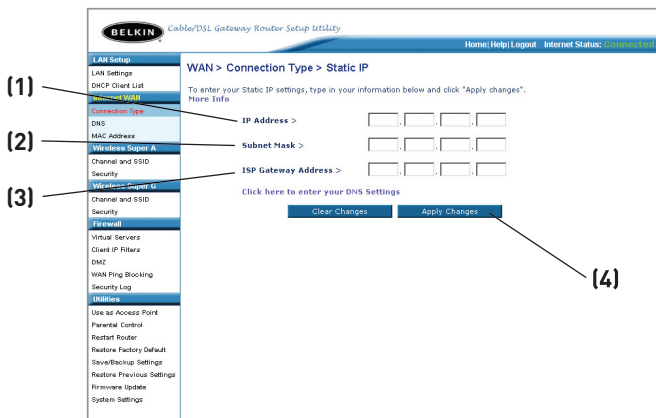 BELKIN Cable/DSL Gateway Router Setup Utility
Home|Help|Logout Internet Status: Connected
LAN Setup
LAN Settings
DHCP Client List
Internet WAN
Connection Type
DNS
MAC Address
Wireless Super A
Channel and SSID
Security
Wireless Super G
Channel and SSID
Security
Firewall
Virtual Servers
Client IP Filters
DMZ
WAN Ping Blocking
Security Log
Utilities
Use as Access Point
Parental Control
Restart Router
Restore Factory Default
Save/Backup Settings
Restore Previous Settings
Firmware Update
System Settings
WAN > Connection Type > Static IP
To enter your Static IP settings, type in your information below and click "Apply changes".
More Info
(1) IP Address > . . .
(2) Subnet Mask > . . .
(3) ISP Gateway Address > . . .
Click here to enter your DNS Settings
Clear Changes Apply Changes
(4)